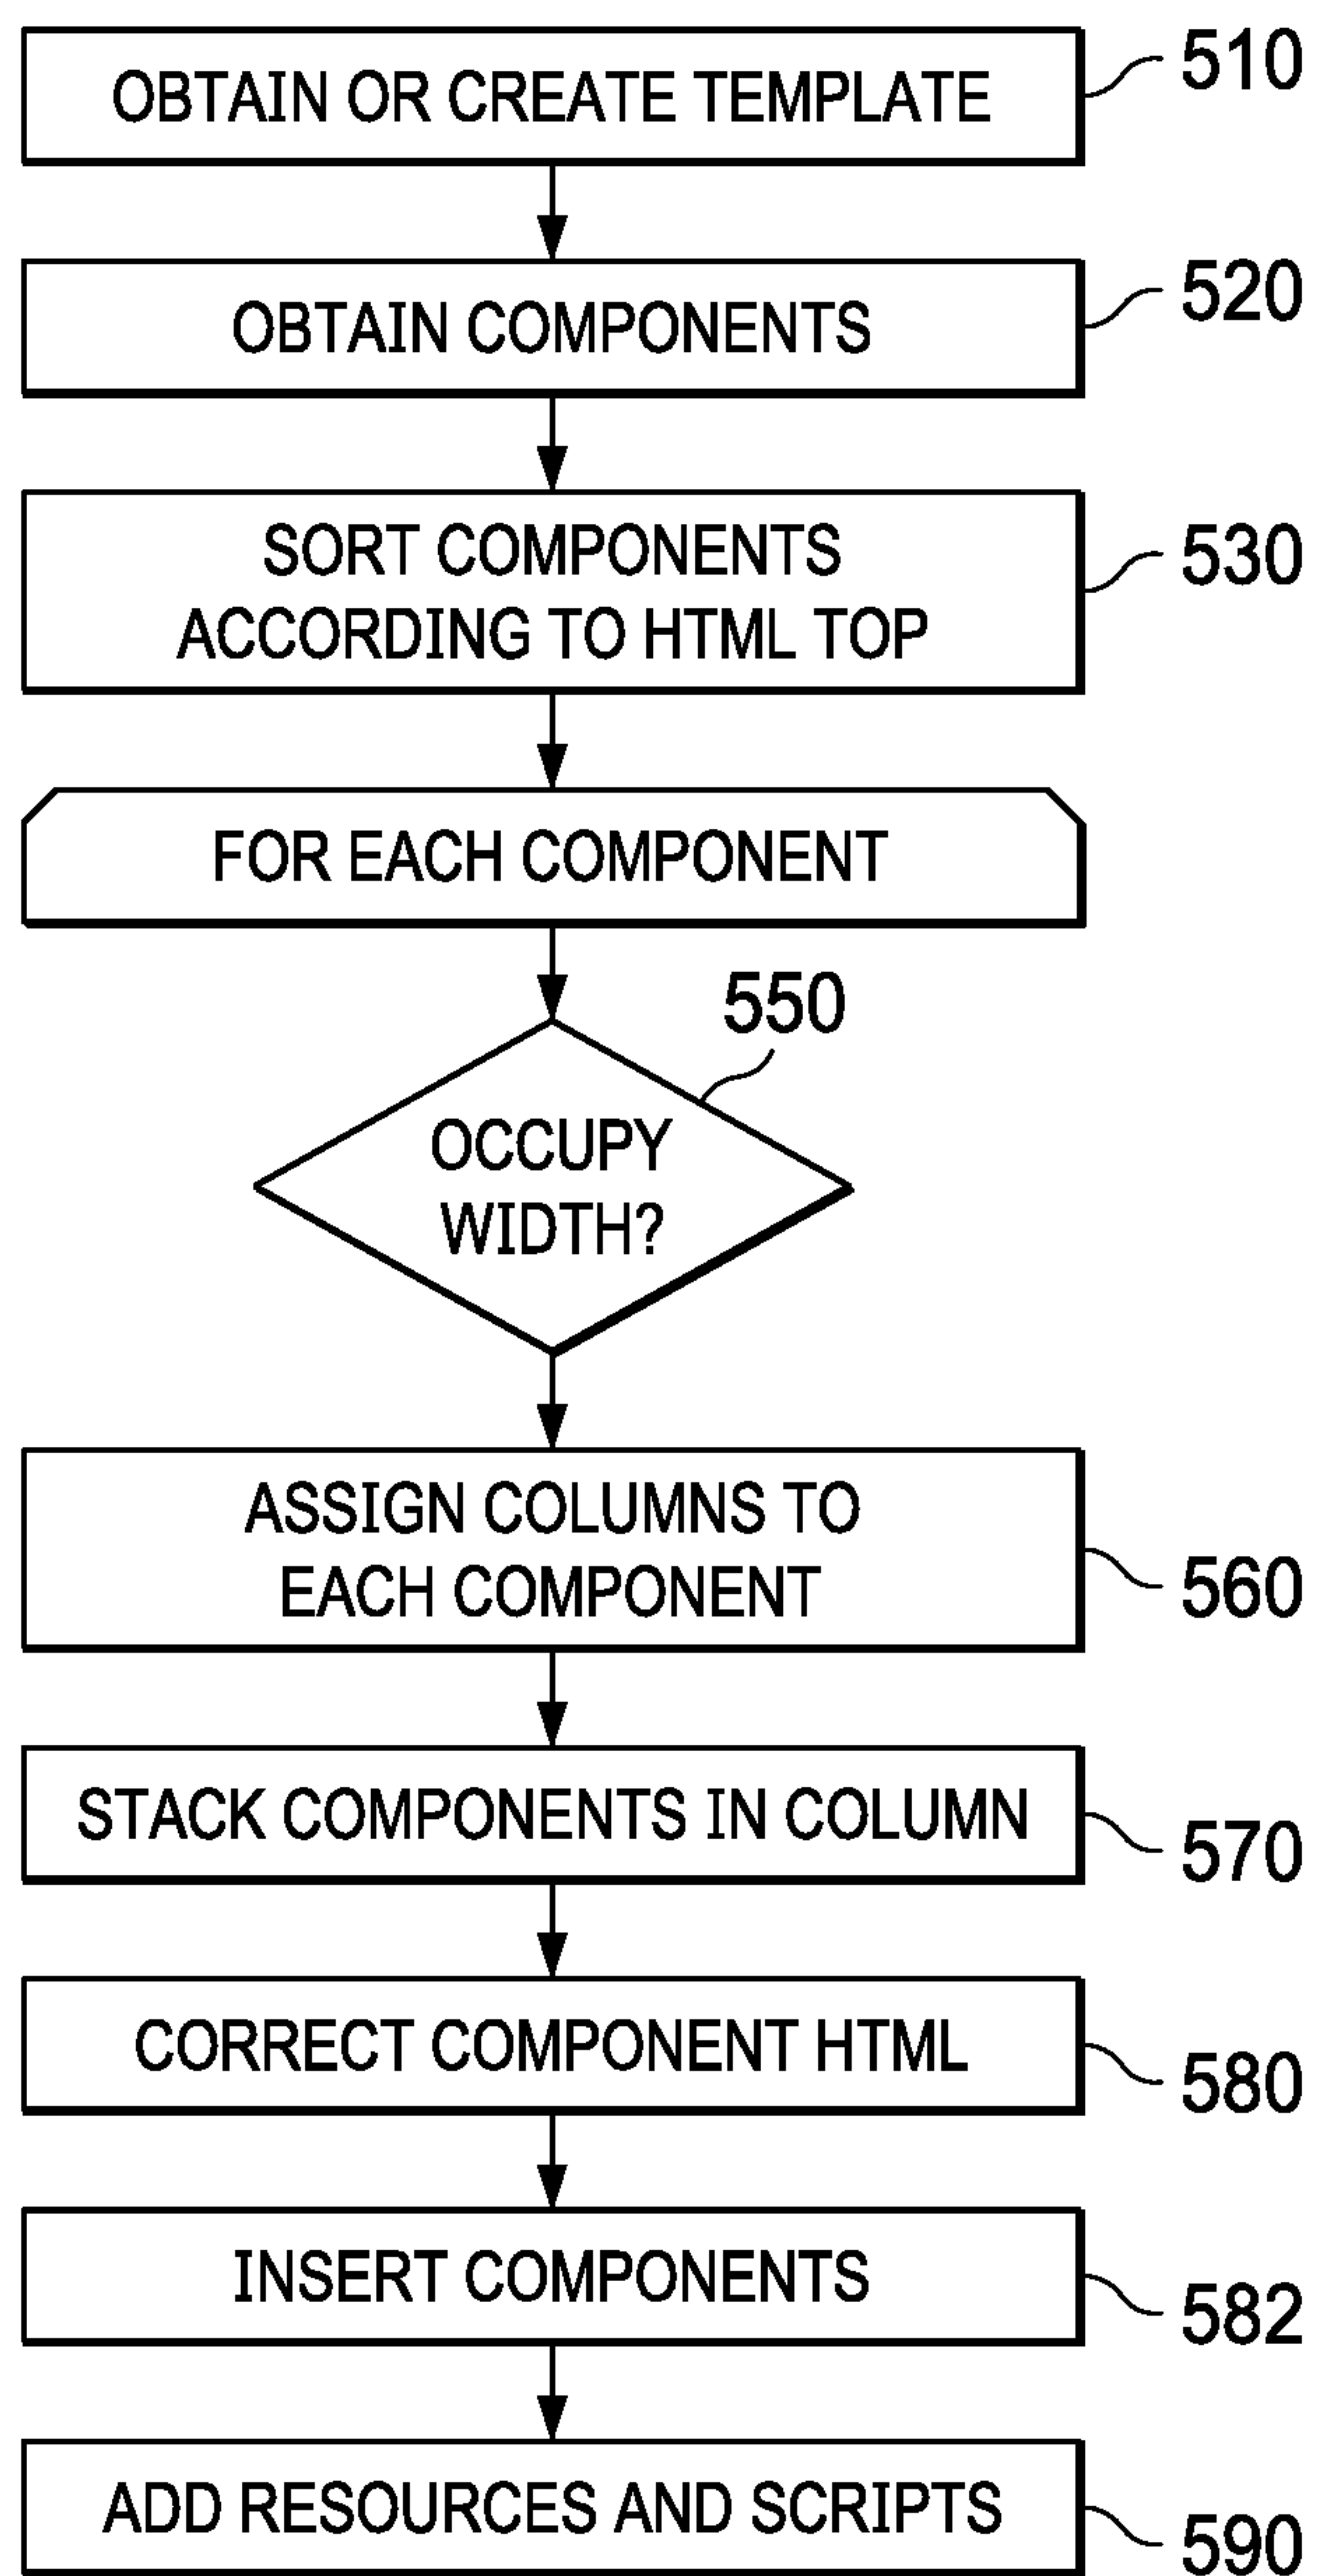 OBTAIN OR CREATE TEMPLATE
510
OBTAIN COMPONENTS
520
SORT COMPONENTS
ACCORDING TO HTML TOP
530
FOR EACH COMPONENT
550
OCCUPY
WIDTH?
ASSIGN COLUMNS TO
EACH COMPONENT
560
STACK COMPONENTS IN COLUMN
570
CORRECT COMPONENT HTML
580
INSERT COMPONENTS
582
ADD RESOURCES AND SCRIPTS
590